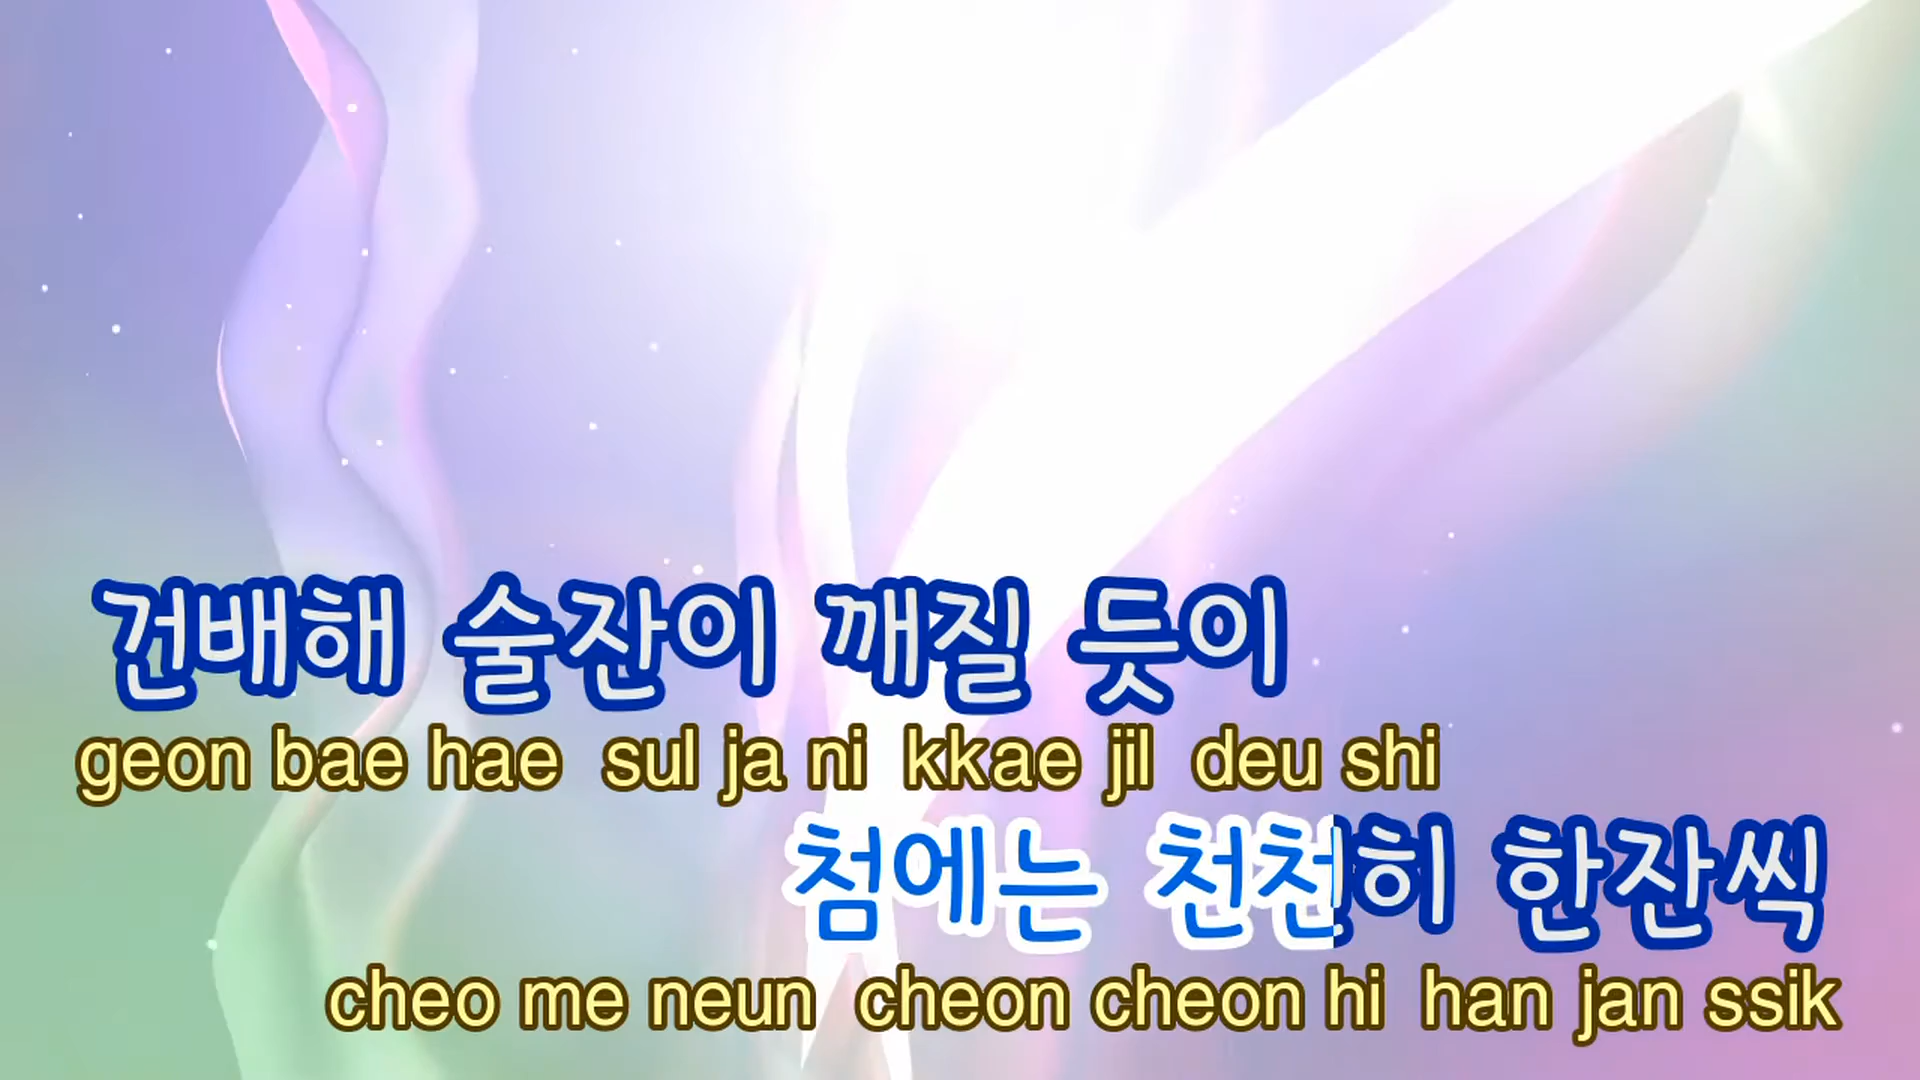 건배해 술잔이 깨질 듯이
geon bae hae sul ja ni kkae jil deu shi
첨에는 천천히 한잔씩
cheo me neun cheon cheon hi han jan ssik